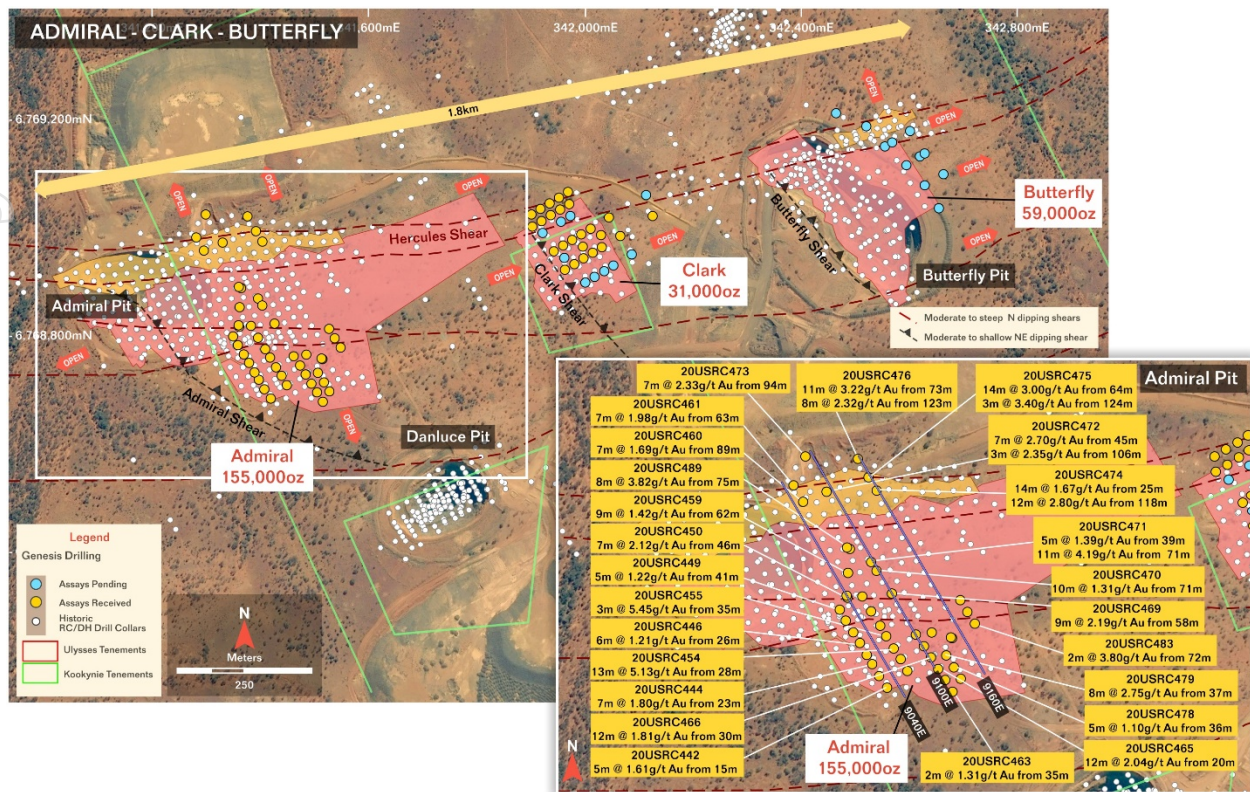 ADMIRAL - CLARK - BUTTERFLY
341,600mE
342,000mE
342,400mE
342,800mE
1.8km
6,769,200mN
OPEN
OPEN
OPEN
OPEN
OPEN
OPEN
OPEN
OPEN
OPEN
OPEN
OPEN
OPEN
OPEN
Butterfly
59,000oz
Hercules Shear
Butterfly Shear
Butterfly Pit
Clark
31,000oz
Clark Shear
Admiral Pit
6,768,800mN
Admiral Shear
Danluce Pit
Admiral
155,000oz
Moderate to steep N dipping shears
Moderate to shallow NE dipping shear
Legend
Genesis Drilling
Assays Pending
Assays Received
Historic
RC/DH Drill Collars
Ulysses Tenements
Kookynie Tenements
N
Meters
250
Admiral Pit
20USRC473
7m @ 2.33g/t Au from 94m
20USRC476
11m @ 3.22g/t Au from 73m
8m @ 2.32g/t Au from 123m
20USRC475
14m @ 3.00g/t Au from 64m
3m @ 3.40g/t Au from 124m
20USRC461
7m @ 1.98g/t Au from 63m
20USRC460
7m @ 1.69g/t Au from 89m
20USRC489
8m @ 3.82g/t Au from 75m
20USRC459
9m @ 1.42g/t Au from 62m
20USRC450
7m @ 2.12g/t Au from 46m
20USRC449
5m @ 1.22g/t Au from 41m
20USRC455
3m @ 5.45g/t Au from 35m
20USRC446
6m @ 1.21g/t Au from 26m
20USRC454
13m @ 5.13g/t Au from 28m
20USRC444
7m @ 1.80g/t Au from 23m
20USRC466
12m @ 1.81g/t Au from 30m
20USRC442
5m @ 1.61g/t Au from 15m
20USRC472
7m @ 2.70g/t Au from 45m
3m @ 2.35g/t Au from 106m
20USRC474
14m @ 1.67g/t Au from 25m
12m @ 2.80g/t Au from 118m
20USRC471
5m @ 1.39g/t Au from 39m
11m @ 4.19g/t Au from 71m
20USRC470
10m @ 1.31g/t Au from 71m
20USRC469
9m @ 2.19g/t Au from 58m
20USRC483
2m @ 3.80g/t Au from 72m
20USRC479
8m @ 2.75g/t Au from 37m
20USRC478
5m @ 1.10g/t Au from 36m
20USRC465
12m @ 2.04g/t Au from 20m
20USRC463
2m @ 1.31g/t Au from 35m
9040E
9100E
9160E
Admiral
155,000oz
N